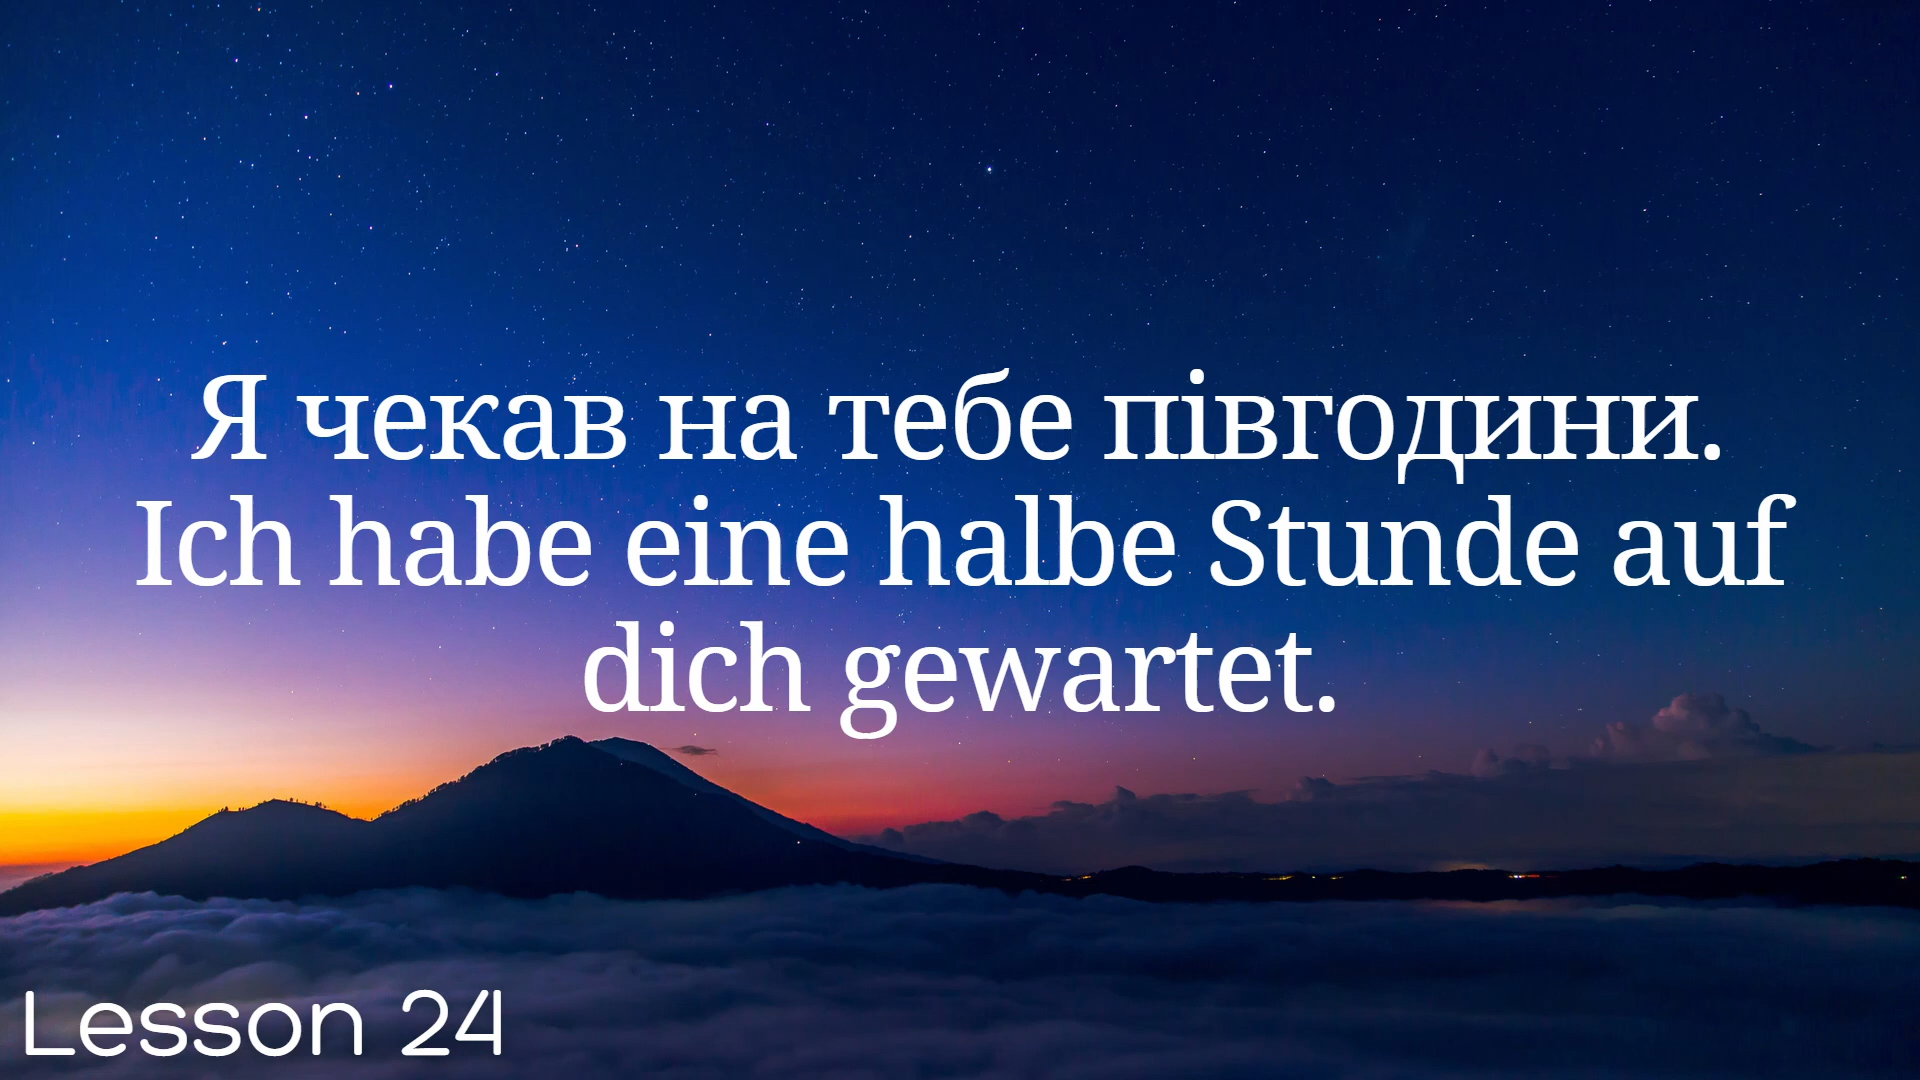 Я чекав на тебе півгодини.
Ich habe eine halbe Stunde auf
dich gewartet.
Lesson 24